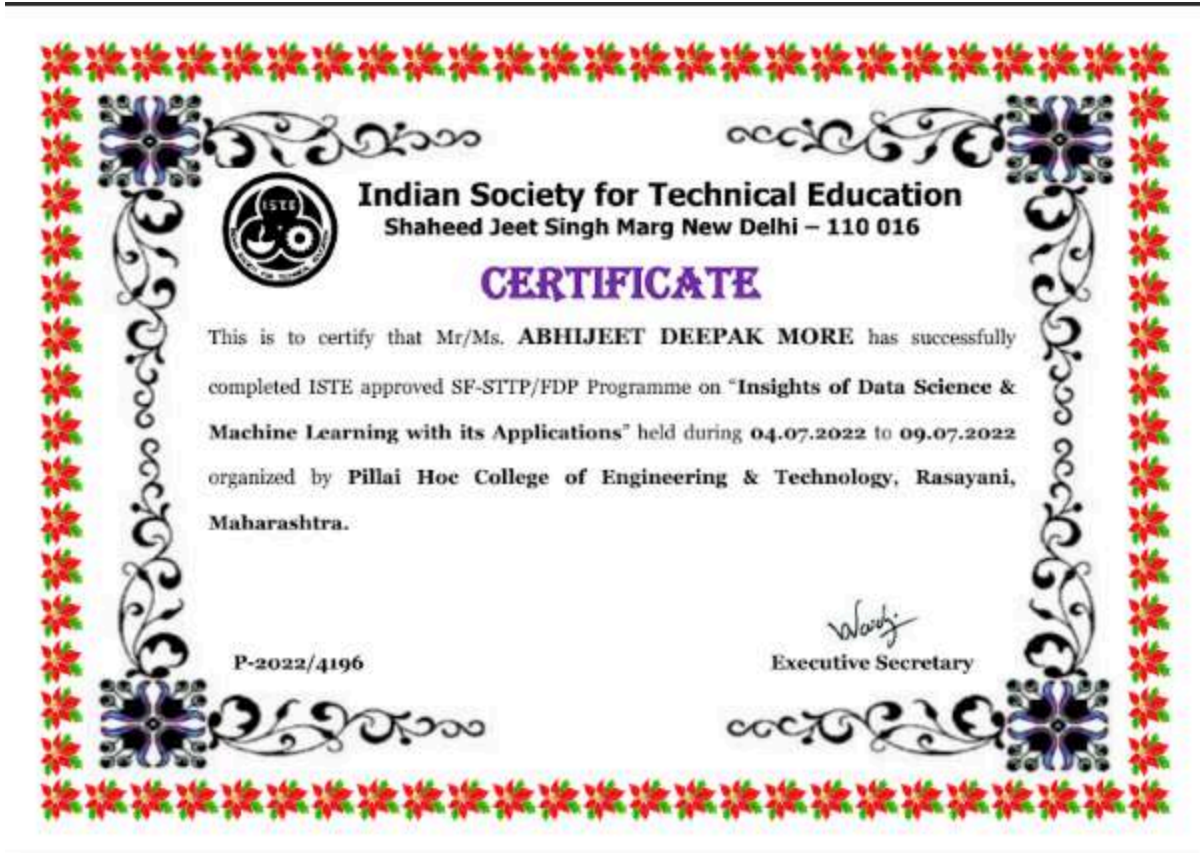 ISTE
Indian Society for Technical Education
Shaheed Jeet Singh Marg New Delhi – 110 016
CERTIFICATE
This is to certify that Mr/Ms. ABHIJEET DEEPAK MORE has successfully
completed ISTE approved SF-STTP/FDP Programme on “Insights of Data Science &
Machine Learning with its Applications” held during 04.07.2022 to 09.07.2022
organized by Pillai Hoc College of Engineering & Technology, Rasayani,
Maharashtra.
P-2022/4196
Executive Secretary